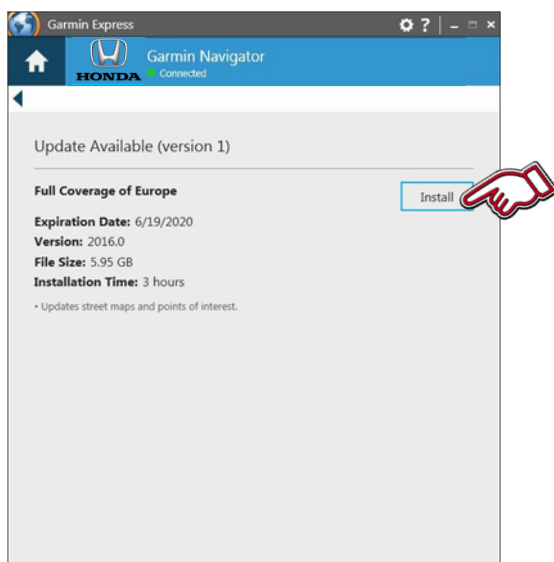 Garmin Express
Garmin Navigator
HONDA
Connected
Update Available (version 1)
Full Coverage of Europe
Install
Expiration Date: 6/19/2020
Version: 2016.0
File Size: 5.95 GB
Installation Time: 3 hours
• Updates street maps and points of interest.